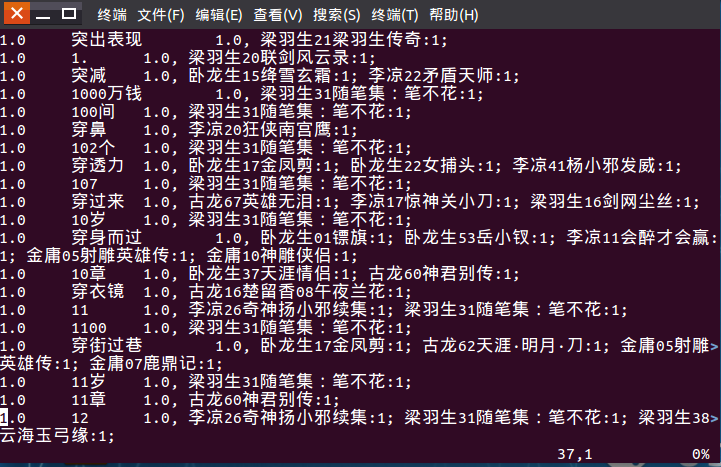 终端 文件(F) 编辑(E) 查看(V) 搜索(S) 终端(T) 帮助(H)
1.0 突出表现 1.0, 梁羽生21梁羽生传奇:1;
1.0 1. 1.0, 梁羽生20联剑风云录:1;
1.0 突减 1.0, 卧龙生15绛雪玄霜:1; 李凉22矛盾天师:1;
1.0 1000万钱 1.0, 梁羽生31随笔集：笔不花:1;
1.0 100间 1.0, 梁羽生31随笔集：笔不花:1;
1.0 穿鼻 1.0, 李凉20狂侠南宫鹰:1;
1.0 102个 1.0, 梁羽生31随笔集：笔不花:1;
1.0 穿透力 1.0, 卧龙生17金凤剪:1; 卧龙生22女捕头:1; 李凉41杨小邪发威:1;
1.0 107 1.0, 梁羽生31随笔集：笔不花:1;
1.0 穿过来 1.0, 古龙67英雄无泪:1; 李凉17惊神关小刀:1; 梁羽生16剑网尘丝:1;
1.0 10岁 1.0, 梁羽生31随笔集：笔不花:1;
1.0 穿身而过 1.0, 卧龙生01镖旗:1; 卧龙生53岳小钗:1; 李凉11会醉才会赢:
1; 金庸05射雕英雄传:1; 金庸10神雕侠侣:1;
1.0 10章 1.0, 卧龙生37天涯情侣:1; 古龙60神君别传:1;
1.0 穿衣镜 1.0, 古龙16楚留香08午夜兰花:1;
1.0 11 1.0, 李凉26奇神扬小邪续集:1; 梁羽生31随笔集：笔不花:1;
1.0 1100 1.0, 梁羽生31随笔集：笔不花:1;
1.0 穿街过巷 1.0, 卧龙生17金凤剪:1; 古龙62天涯·明月·刀:1; 金庸05射雕>
英雄传:1; 金庸07鹿鼎记:1;
1.0 11岁 1.0, 梁羽生31随笔集：笔不花:1;
1.0 11章 1.0, 古龙60神君别传:1;
1.0 12 1.0, 李凉26奇神扬小邪续集:1; 梁羽生31随笔集：笔不花:1; 梁羽生38>
云海玉弓缘:1;
37,1 0%